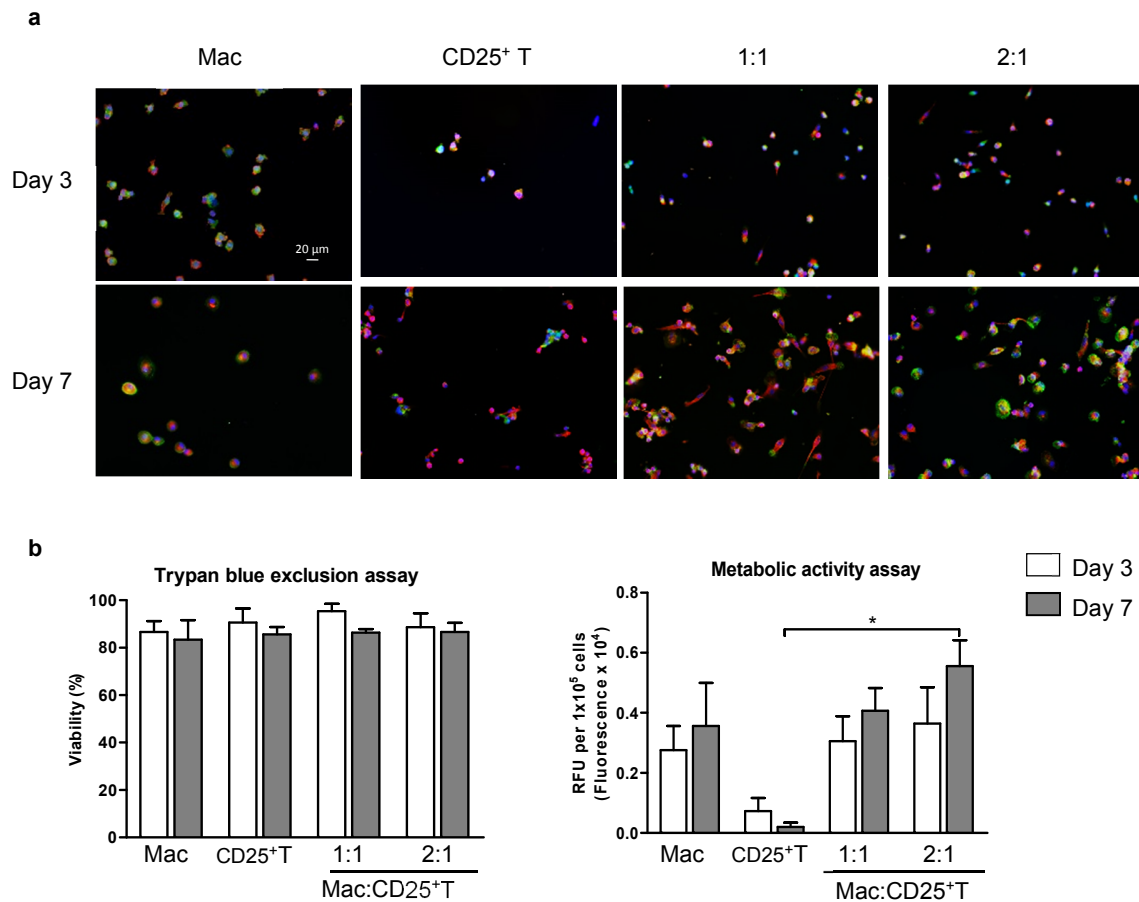 a
Mac CD25⁺ T 1:1 2:1
Day 3
20 µm
Day 7
b
Trypan blue exclusion assay
Viability (%)
100
80
60
40
20
0
Mac CD25⁺T 1:1 2:1
Mac:CD25⁺T
Metabolic activity assay
RFU per 1x10⁵ cells
(Fluorescence x 10⁴)
0.8
0.6
0.4
0.2
0.0
*
Mac CD25⁺T 1:1 2:1
Mac:CD25⁺T
Day 3
Day 7